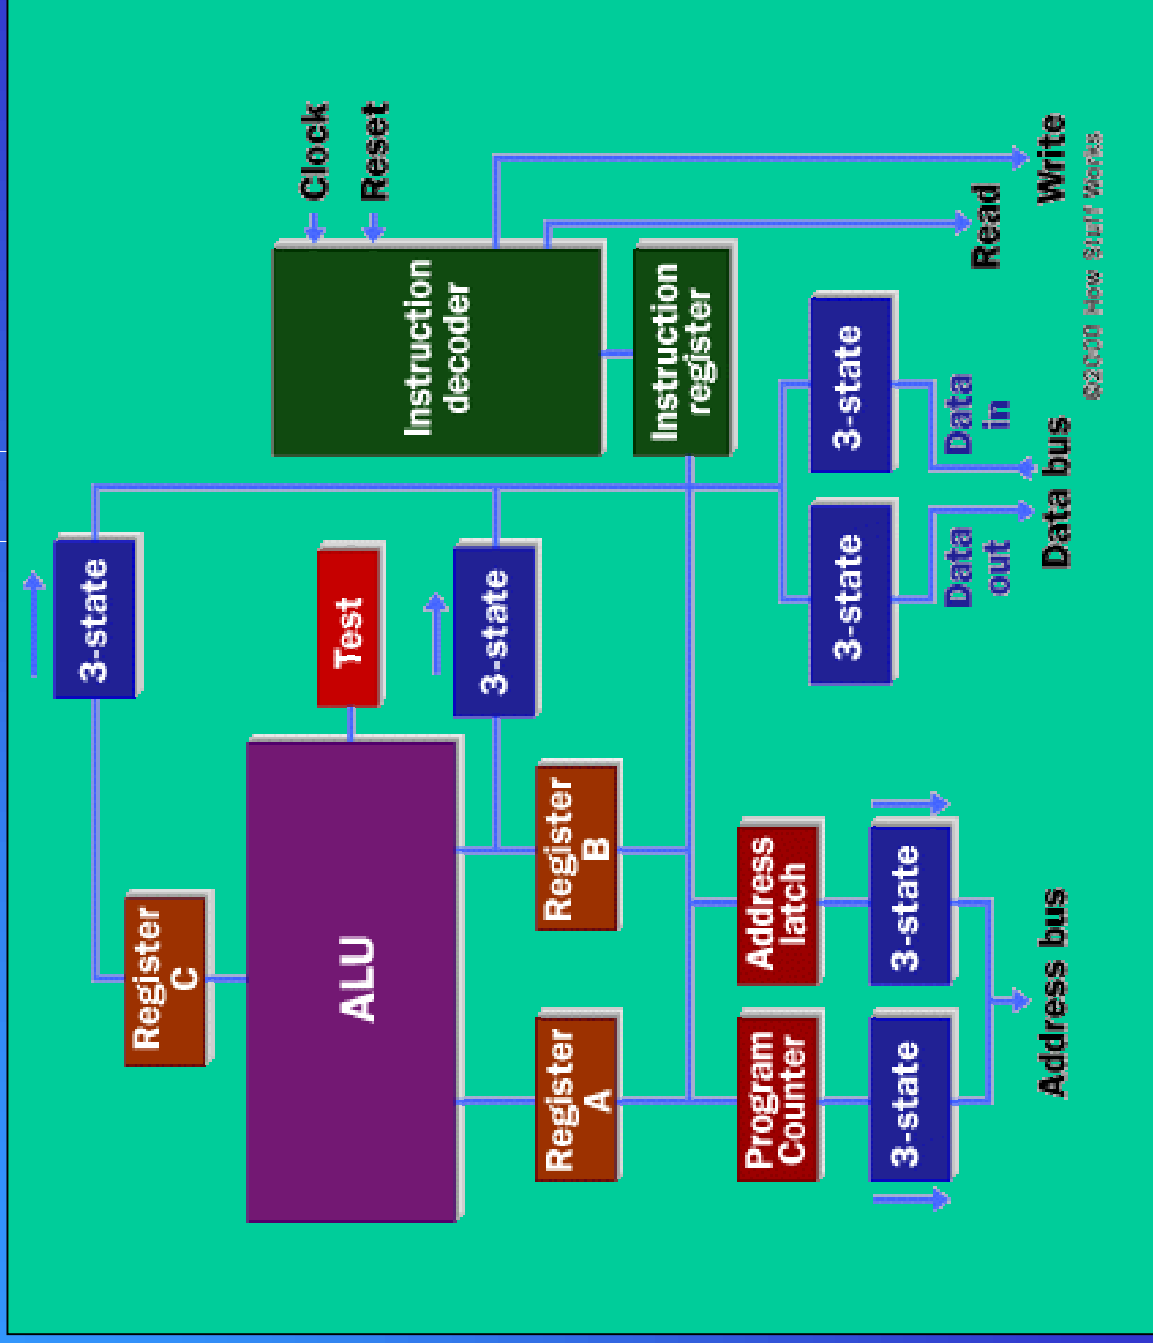 3-state
Register
C
Clock
Reset
ALU
Test
Instruction
decoder
3-state
Register
A
Register
B
Instruction
register
Program
Counter
Address
latch
3-state
3-state
3-state
3-state
Data
out
Data
in
Read
Address bus
Data bus
Write
©2000 How Stuff Works